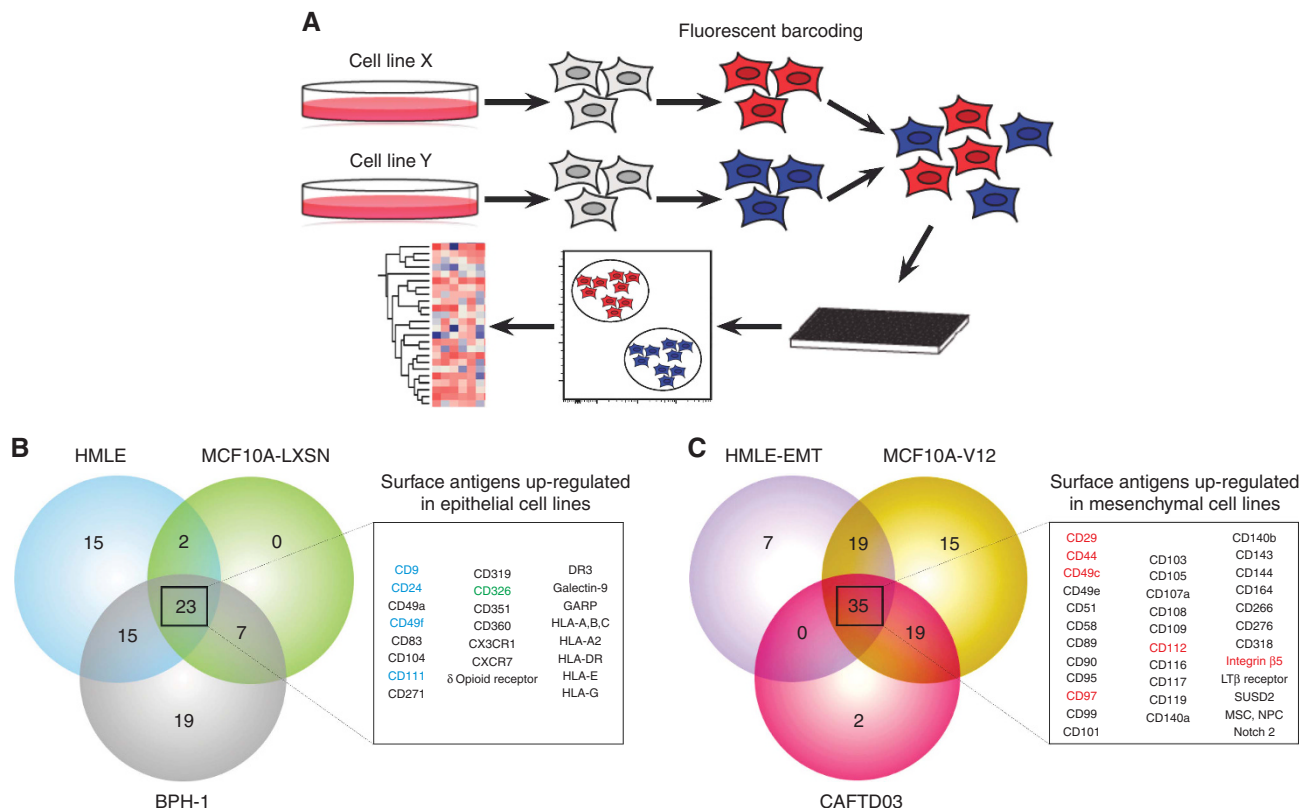 A
Fluorescent barcoding
Cell line X
Cell line Y
B
HMLE
MCF10A-LXSN
15
2
0
23
15
7
19
BPH-1
Surface antigens up-regulated
in epithelial cell lines
CD9
CD24
CD49a
CD49f
CD83
CD104
CD111
CD271
CD319
CD326
CD351
CD360
CX3CR1
CXCR7
δ Opioid receptor
DR3
Galectin-9
GARP
HLA-A,B,C
HLA-A2
HLA-DR
HLA-E
HLA-G
C
HMLE-EMT
MCF10A-V12
7
19
15
35
0
19
2
CAFTD03
Surface antigens up-regulated
in mesenchymal cell lines
CD29
CD44
CD49c
CD49e
CD51
CD58
CD89
CD90
CD95
CD97
CD99
CD101
CD103
CD105
CD107a
CD108
CD109
CD112
CD116
CD117
CD119
CD140a
CD140b
CD143
CD144
CD164
CD266
CD276
CD318
Integrin β5
LTβ receptor
SUSD2
MSC, NPC
Notch 2